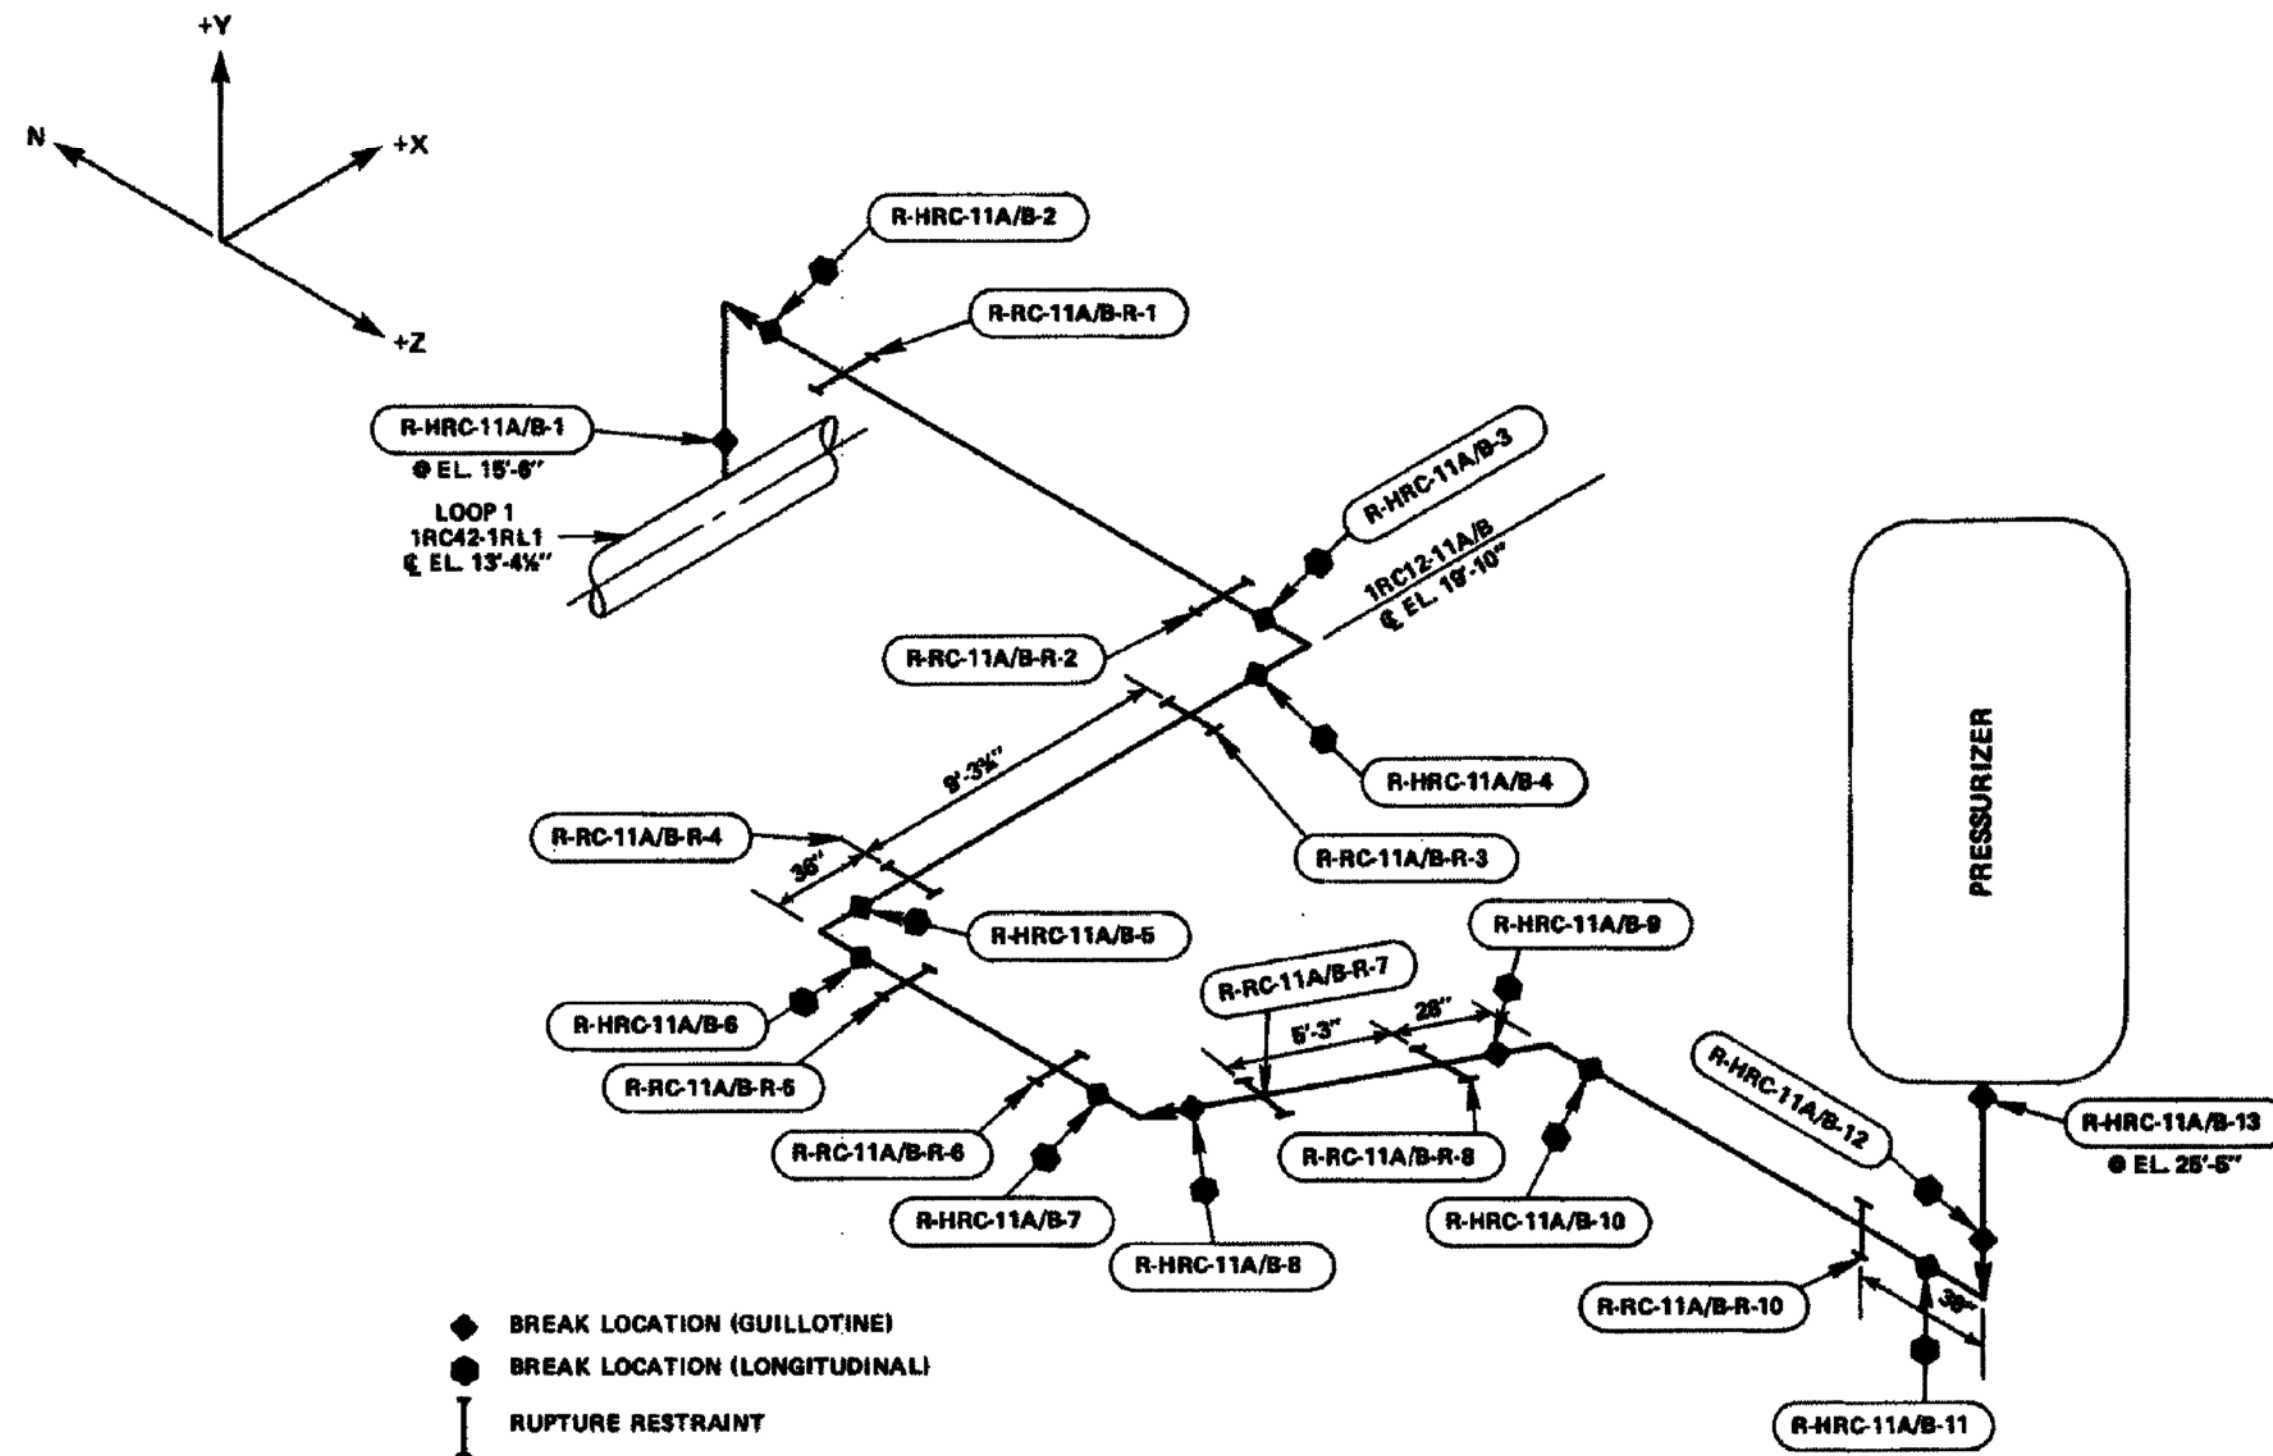 +Y
N
+X
+Z
R-HRC-11A/B-2
R-RC-11A/B-R-1
R-HRC-11A/B-1
@ EL. 15'-6"
LOOP 1
1RC42-1RL1
℄ EL. 13'-4½"
R-HRC-11A/B-3
1RC12-11A/B
℄ EL. 19'-10"
R-RC-11A/B-R-2
R-HRC-11A/B-4
9'-3¾"
R-RC-11A/B-R-4
R-RC-11A/B-R-3
36"
PRESSURIZER
R-HRC-11A/B-5
R-HRC-11A/B-9
R-RC-11A/B-R-7
R-HRC-11A/B-6
5'-3"
28"
R-RC-11A/B-R-5
R-HRC-11A/B-12
R-HRC-11A/B-13
@ EL. 25'-5"
R-RC-11A/B-R-6
R-RC-11A/B-R-8
R-HRC-11A/B-7
R-HRC-11A/B-10
R-HRC-11A/B-8
R-RC-11A/B-R-10
36"
R-HRC-11A/B-11
BREAK LOCATION (GUILLOTINE)
BREAK LOCATION (LONGITUDINAL)
RUPTURE RESTRAINT